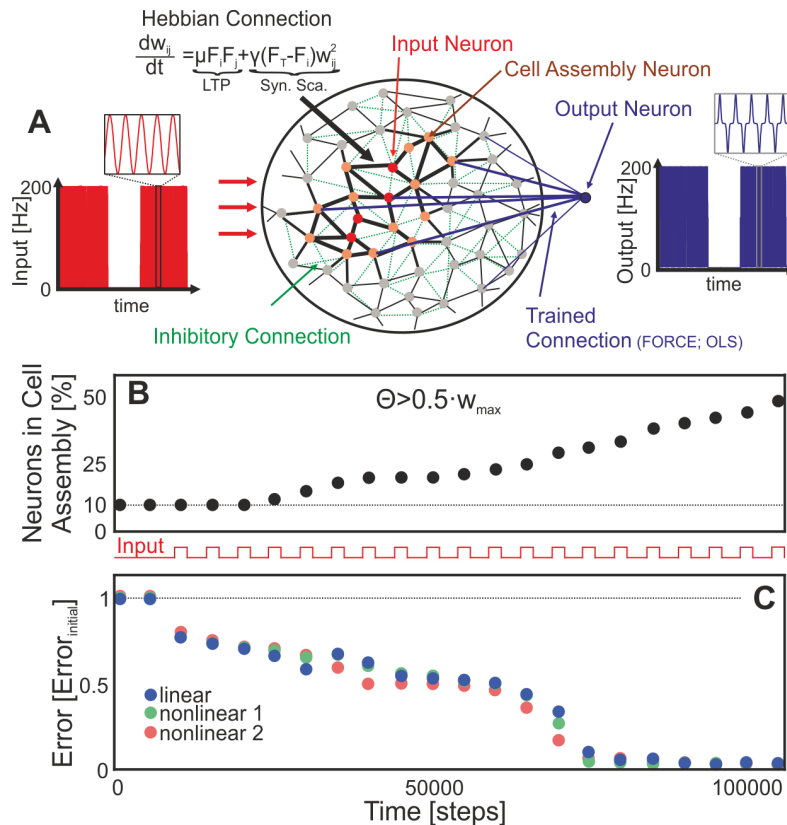 Hebbian Connection
dw_ij/dt = μF_iF_j + γ(F_T-F_i)w²_ij
LTP Syn. Sca.
Input Neuron
Cell Assembly Neuron
Output Neuron
A
200
Input [Hz]
0
time
200
Output [Hz]
0
time
Inhibitory Connection
Trained
Connection (FORCE; OLS)
B
Θ>0.5·w_max
Neurons in Cell
Assembly [%]
50
25
10
0
Input
C
Error [Error_initial]
1
0.5
0
linear
nonlinear 1
nonlinear 2
0
50000
100000
Time [steps]